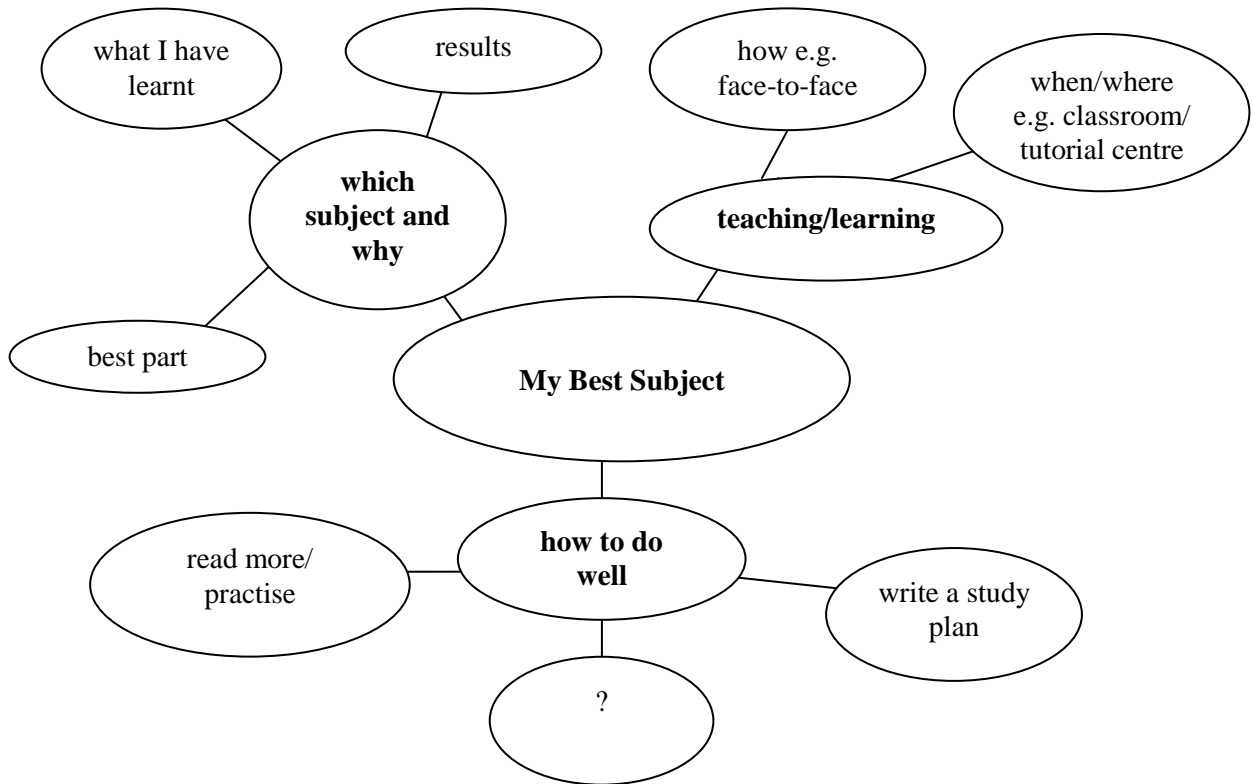 what I have
learnt
results
how e.g.
face-to-face
when/where
e.g. classroom/
tutorial centre
which
subject and
why
teaching/learning
best part
My Best Subject
how to do
well
read more/
practise
write a study
plan
?